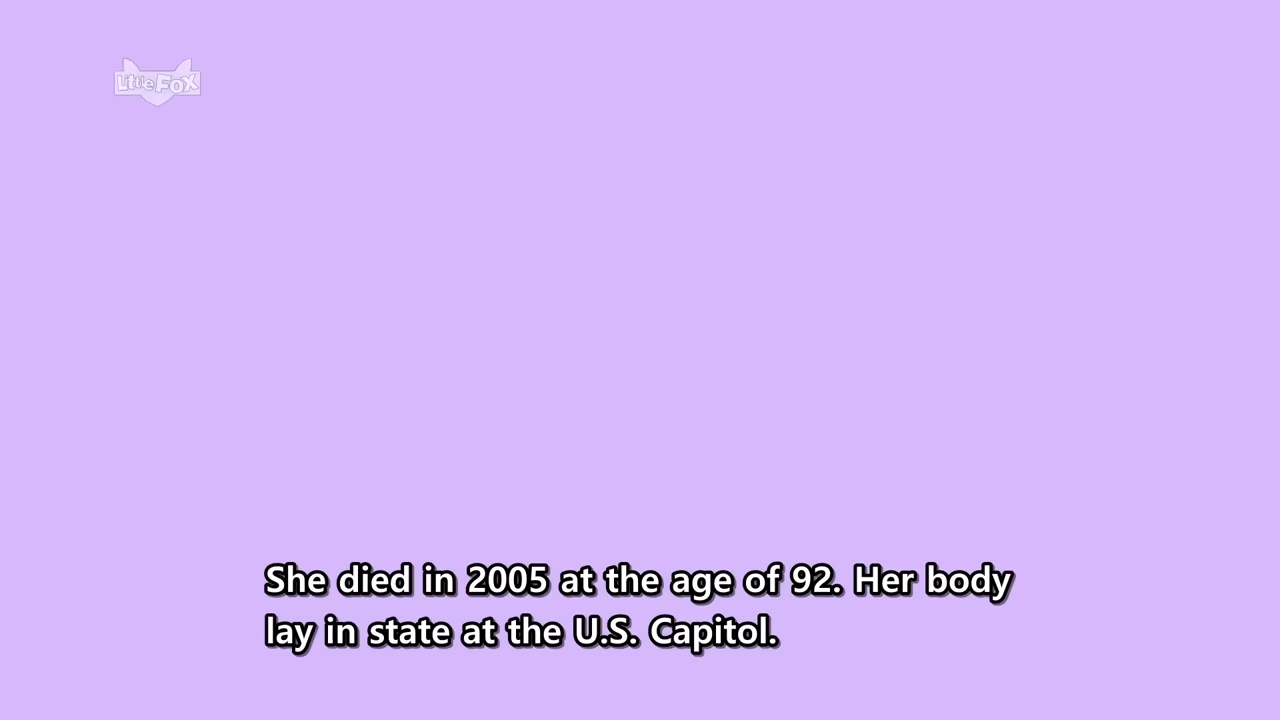 Little Fox
She died in 2005 at the age of 92. Her body
lay in state at the U.S. Capitol.